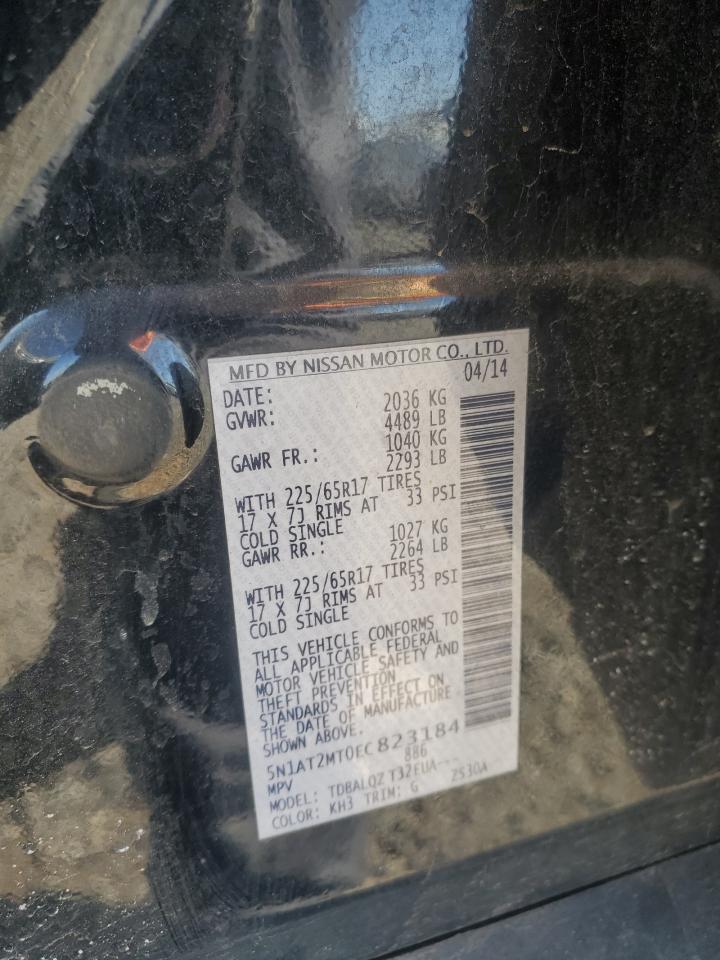 MFD BY NISSAN MOTOR CO., LTD.
DATE: 04/14
GVWR: 2036 KG
4489 LB
GAWR FR.: 1040 KG
2293 LB
WITH 225/65R17 TIRES
17 X 7J RIMS AT 33 PSI
COLD SINGLE
GAWR RR.: 1027 KG
2264 LB
WITH 225/65R17 TIRES
17 X 7J RIMS AT 33 PSI
COLD SINGLE
THIS VEHICLE CONFORMS TO
ALL APPLICABLE FEDERAL
MOTOR VEHICLE SAFETY AND
THEFT PREVENTION
STANDARDS IN EFFECT ON
THE DATE OF MANUFACTURE
SHOWN ABOVE.
5N1AT2MT0EC823184
MPV 886
MODEL: TDBALQZ T32EUA---
COLOR: KH3 TRIM: G ZS30A